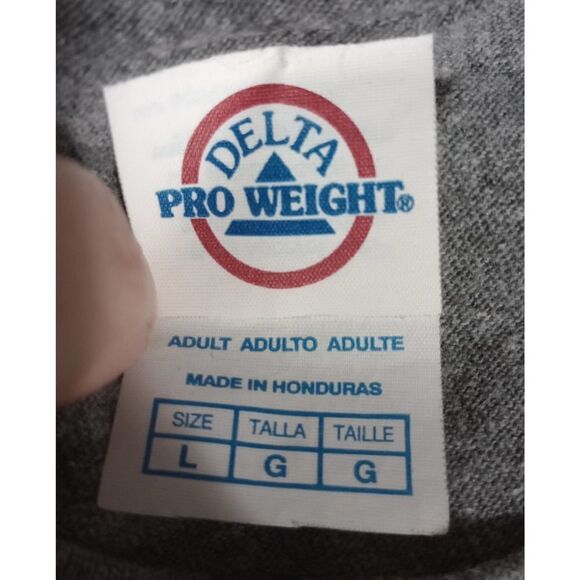 DELTA
PRO WEIGHT®
ADULT ADULTO ADULTE
MADE IN HONDURAS
SIZE TALLA TAILLE
L G G